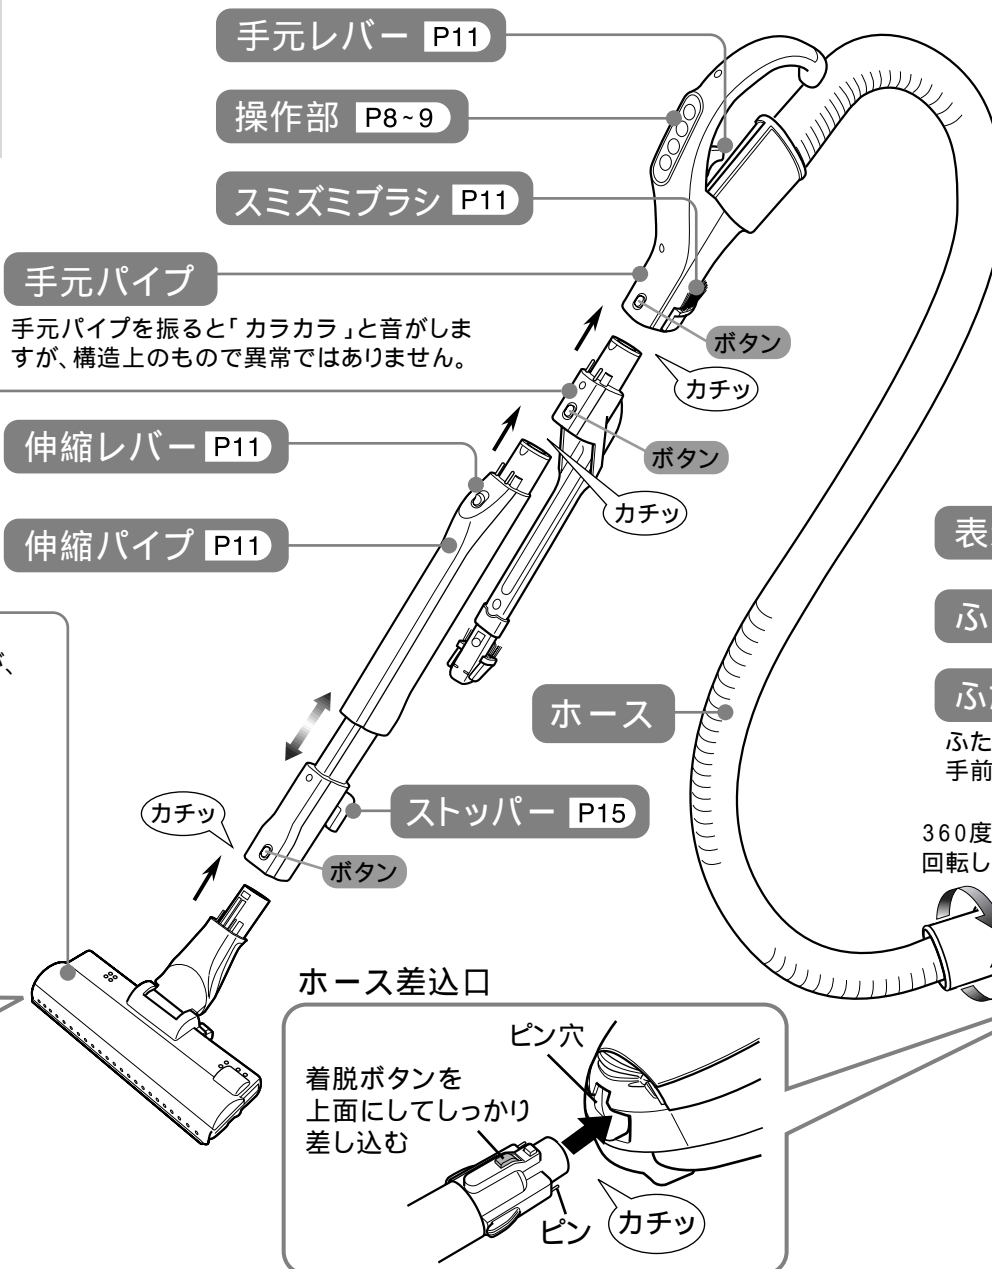 手元レバー P11
操作部 P8~9
スミズミブラシ P11
手元パイプ
手元パイプを振ると「カラカラ」と音がしま
すが、構造上のもので異常ではありません。
ボタン
カチッ
伸縮レバー P11
ボタン
カチッ
伸縮パイプ P11
ホース
カチッ
ストッパー P15
ボタン
表
ふ
ふた
ふた
手前
360度
回転し
ホース差込口
ピン穴
着脱ボタンを
上面にしてしっかり
差し込む
ピン
カチッ